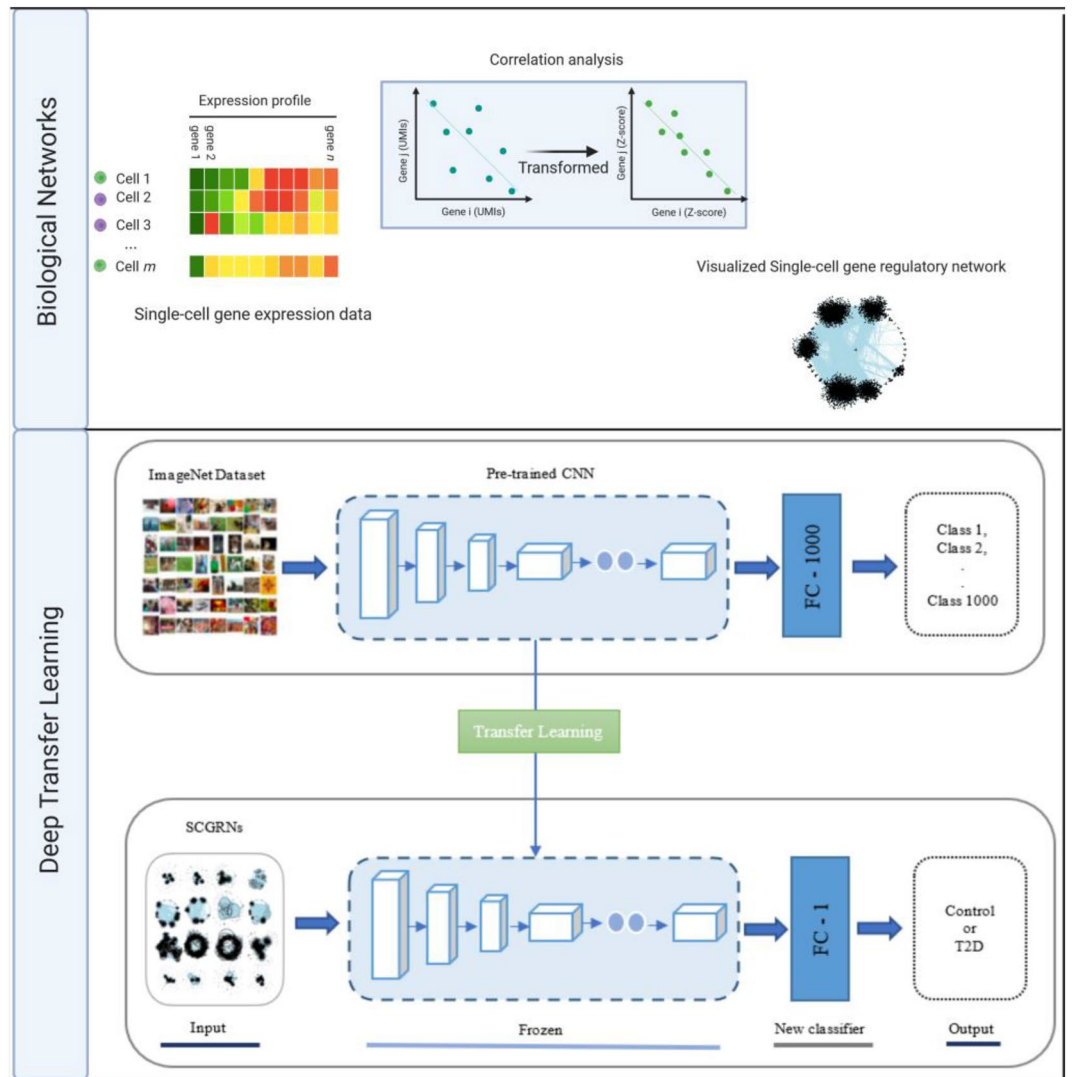 Biological Networks
Correlation analysis
Expression profile
gene 1
gene 2
gene n
Cell 1
Cell 2
Cell 3
...
Cell m
Single-cell gene expression data
Gene j (UMIs)
Gene i (UMIs)
Transformed
Gene j (Z-score)
Gene i (Z-score)
Visualized Single-cell gene regulatory network
Deep Transfer Learning
ImageNet Dataset
Pre-trained CNN
FC - 1000
Class 1,
Class 2,
.
.
Class 1000
Transfer Learning
SCGRNs
FC - 1
Control
or
T2D
Input
Frozen
New classifier
Output